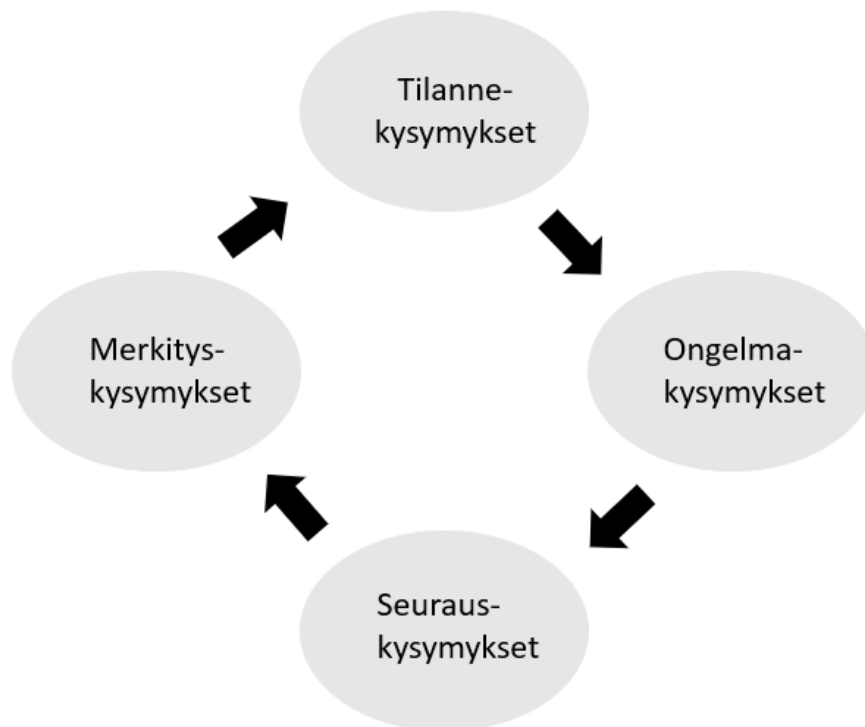 Tilanne-
kysymykset
Merkitys-
kysymykset
Ongelma-
kysymykset
Seuraus-
kysymykset